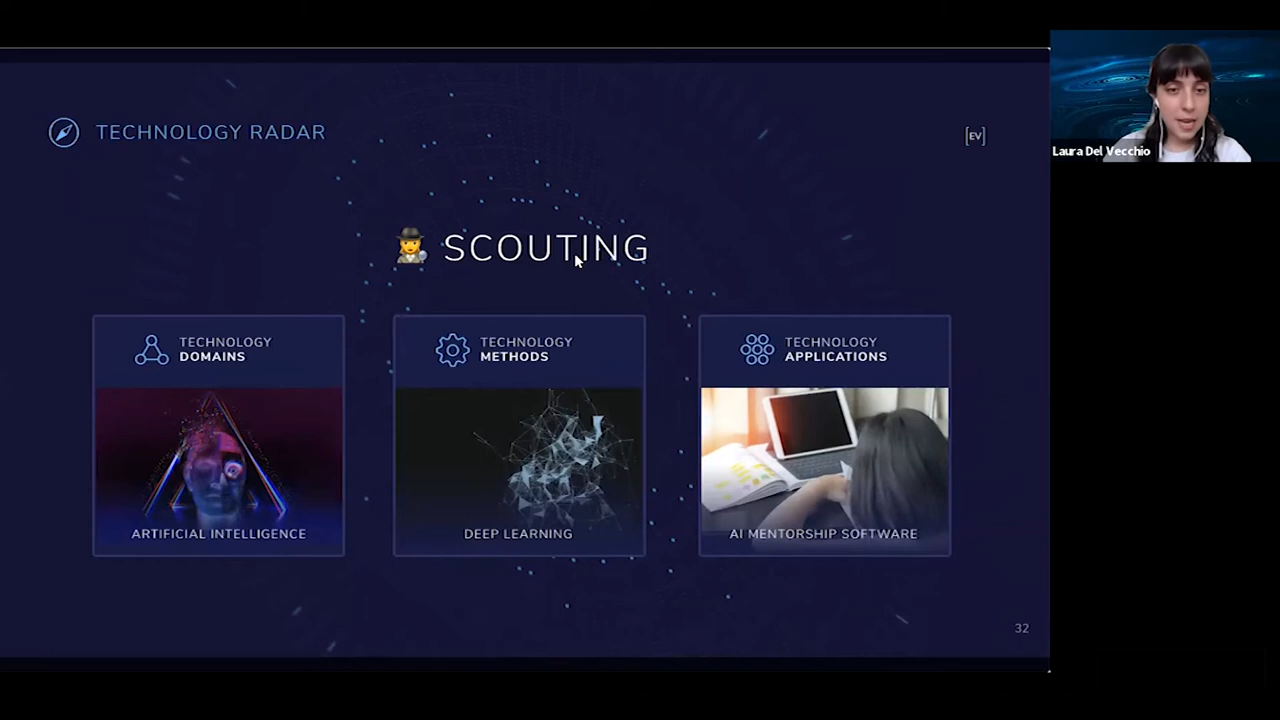 TECHNOLOGY RADAR
[EV]
Laura Del Vecchio
SCOUTING
TECHNOLOGY
DOMAINS
ARTIFICIAL INTELLIGENCE
TECHNOLOGY
METHODS
DEEP LEARNING
TECHNOLOGY
APPLICATIONS
AI MENTORSHIP SOFTWARE
32